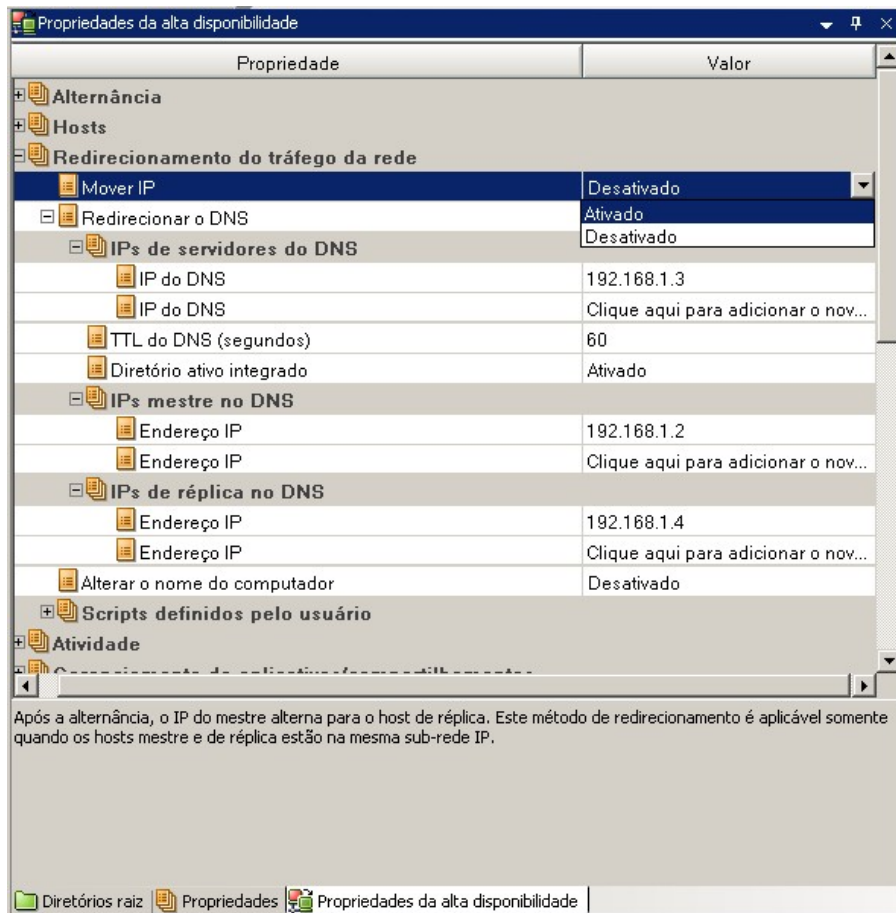 Propriedades da alta disponibilidade
Propriedade Valor
Alternância
Hosts
Redirecionamento do tráfego da rede
Mover IP Desativado
Redirecionar o DNS Ativado
Desativado
IPs de servidores do DNS
IP do DNS 192.168.1.3
IP do DNS Clique aqui para adicionar o nov...
TTL do DNS (segundos) 60
Diretório ativo integrado Ativado
IPs mestre no DNS
Endereço IP 192.168.1.2
Endereço IP Clique aqui para adicionar o nov...
IPs de réplica no DNS
Endereço IP 192.168.1.4
Endereço IP Clique aqui para adicionar o nov...
Alterar o nome do computador Desativado
Scripts definidos pelo usuário
Atividade
Após a alternância, o IP do mestre alterna para o host de réplica. Este método de redirecionamento é aplicável somente
quando os hosts mestre e de réplica estão na mesma sub-rede IP.
Diretórios raiz Propriedades Propriedades da alta disponibilidade